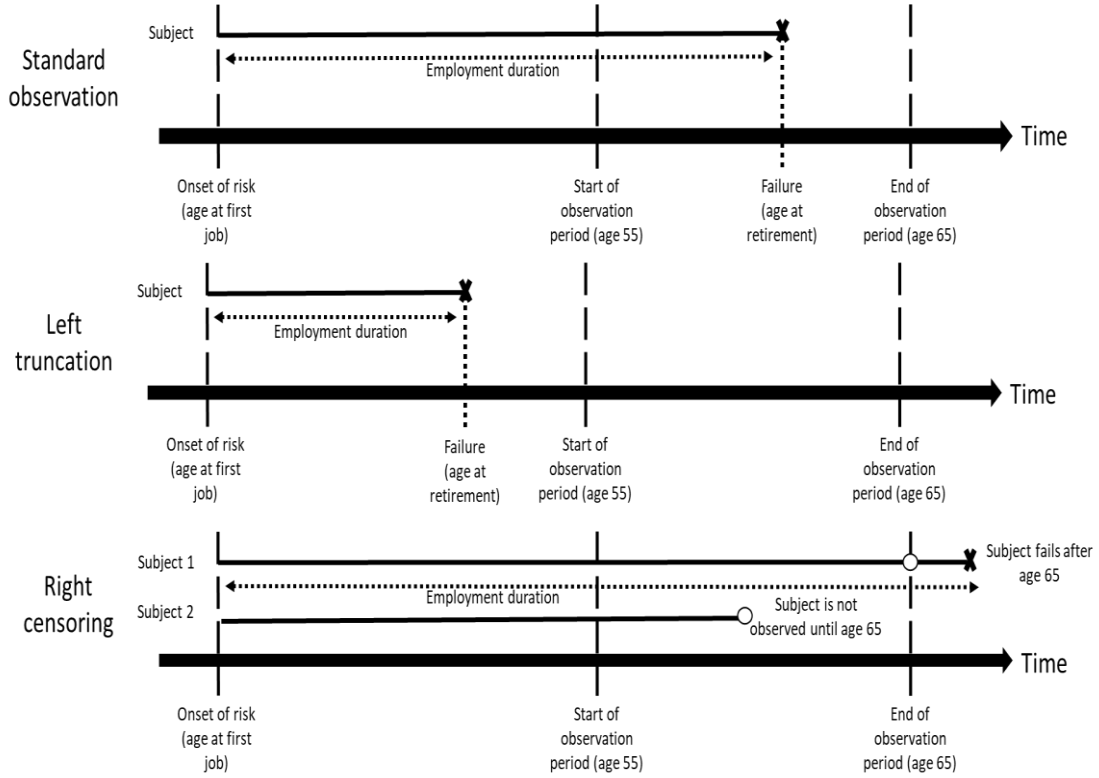 Standard
observation
Subject
Employment duration
Time
Onset of risk
(age at first
job)
Start of
observation
period (age 55)
Failure
(age at
retirement)
End of
observation
period (age 65)
Left
truncation
Subject
Employment duration
Time
Onset of risk
(age at first
job)
Failure
(age at
retirement)
Start of
observation
period (age 55)
End of
observation
period (age 65)
Right
censoring
Subject 1
Subject fails after
age 65
Employment duration
Subject 2
Subject is not
observed until age 65
Time
Onset of risk
(age at first
job)
Start of
observation
period (age 55)
End of
observation
period (age 65)